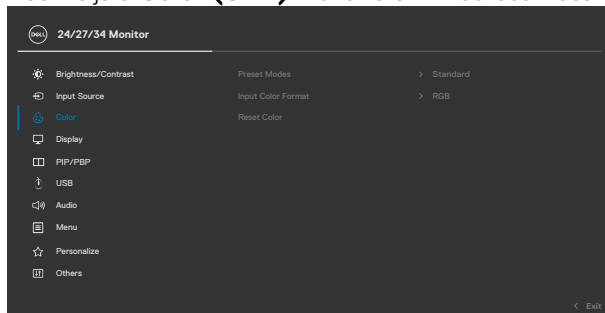 DELL
24/27/34 Monitor
Brightness/Contrast
Preset Modes > Standard
Input Source
Input Color Format > RGB
Color
Reset Color
Display
PIP/PBP
USB
Audio
Menu
Personalize
Others
< Exit